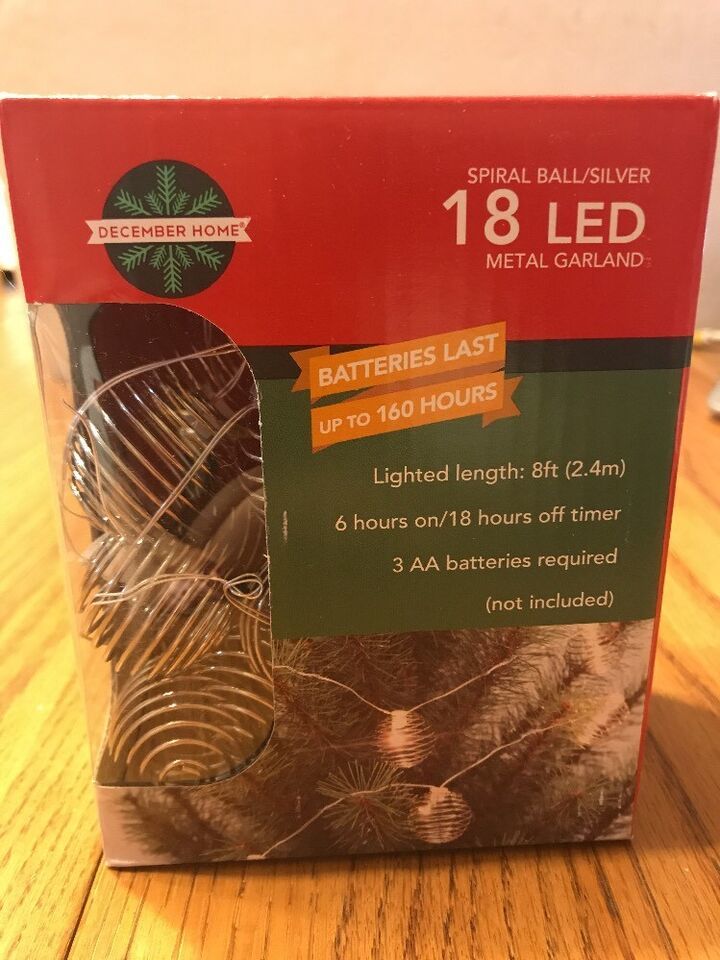 DECEMBER HOME®
SPIRAL BALL/SILVER
18 LED
METAL GARLAND
BATTERIES LAST
UP TO 160 HOURS
Lighted length: 8ft (2.4m)
6 hours on/18 hours off timer
3 AA batteries required
(not included)